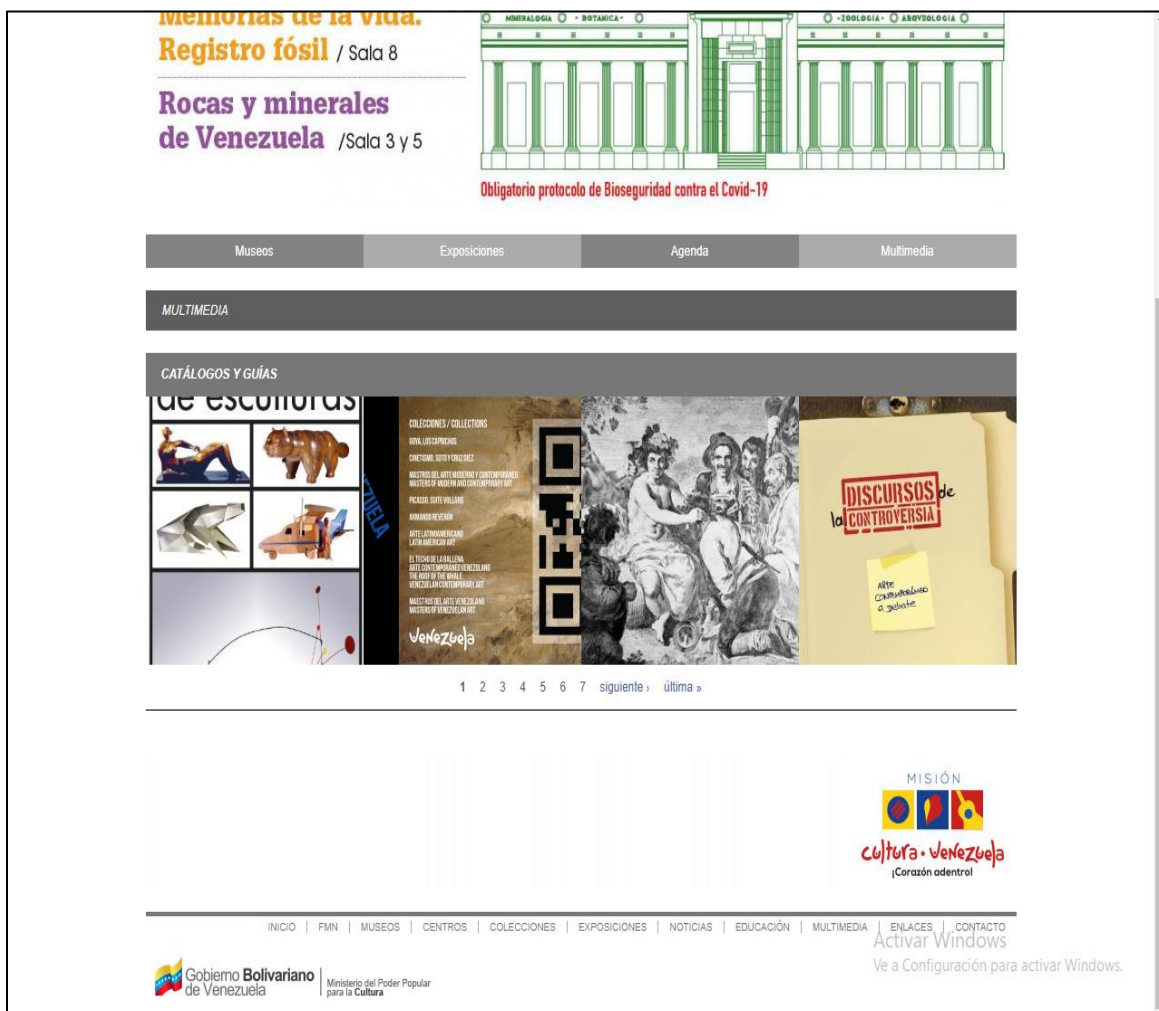 Memorias de la vida.
Registro fósil / Sala 8
Rocas y minerales
de Venezuela /Sala 3 y 5
MINERALOGIA - BOTANICA - - ZOOLOGIA - ARQVEOLOGIA
Obligatorio protocolo de Bioseguridad contra el Covid-19
Museos Exposiciones Agenda Multimedia
MULTIMEDIA
CATÁLOGOS Y GUÍAS
de esculturas
COLECCIONES / COLLECTIONS
GOYA, LOS CAPRICHOS
CINETISMO, SOTO Y CRUZ DIEZ
MASTROS DEL ARTE MODERNO Y CONTEMPORÁNEO
MASTERS OF MODERN AND CONTEMPORARY ART
PICASSO, SUITE VOLLARD
ARMANDO REVERÓN
ARTE LATINOAMERICANO
LATIN AMERICAN ART
EL TECHO DE LA BALLENA
ARTE CONTEMPORÁNEO VENEZOLANO
THE ROOF OF THE WHALE
VENEZUELAN CONTEMPORARY ART
MAESTROS DEL ARTE VENEZOLANO
MASTERS OF VENEZUELAN ART
Venezuela
DISCURSOS de
la CONTROVERSIA
ARTE
CONTEMPORÁNEO
a Debate
1 2 3 4 5 6 7 siguiente › última »
MISIÓN
cultura · Venezuela
¡Corazón adentro!
INICIO | FMN | MUSEOS | CENTROS | COLECCIONES | EXPOSICIONES | NOTICIAS | EDUCACIÓN | MULTIMEDIA | ENLACES | CONTACTO
Activar Windows
Ve a Configuración para activar Windows.
Gobierno Bolivariano
de Venezuela
Ministerio del Poder Popular
para la Cultura